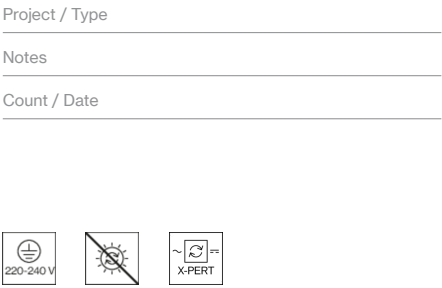 Project / Type
Notes
Count / Date
220-240 V
X-PERT